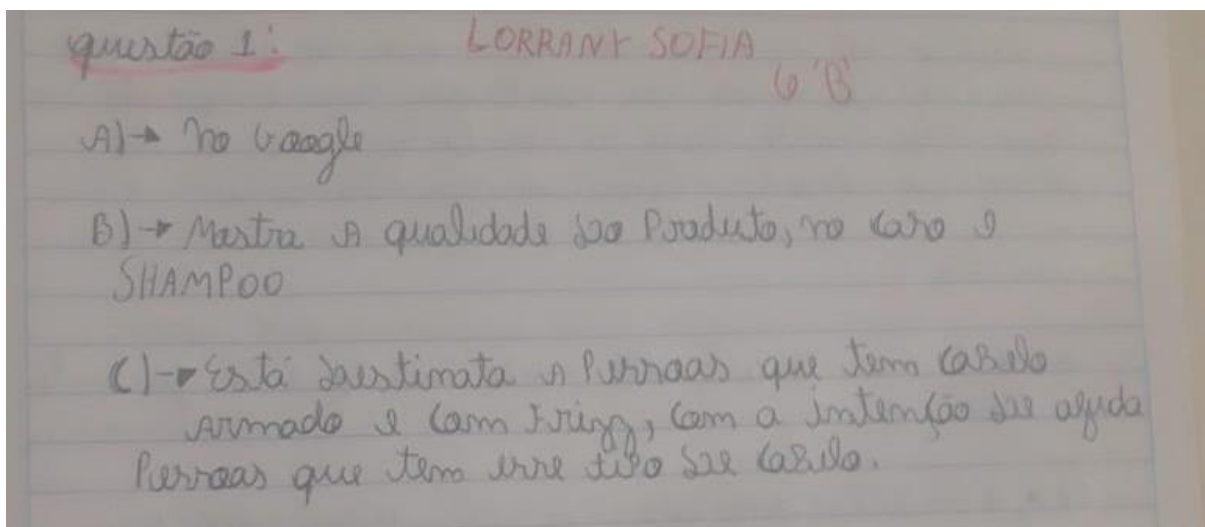 questão 1: LORRANY SOFIA
6 'B'
A)→ no Google
B)→ Mostra A qualidade do Produto, no caso o
SHAMPOO
C)→ Está destinata A Pessoas que tem cabelo
Armado e com Frizz, com a intenção de ajuda
Pessoas que tem esse tipo de cabelo.